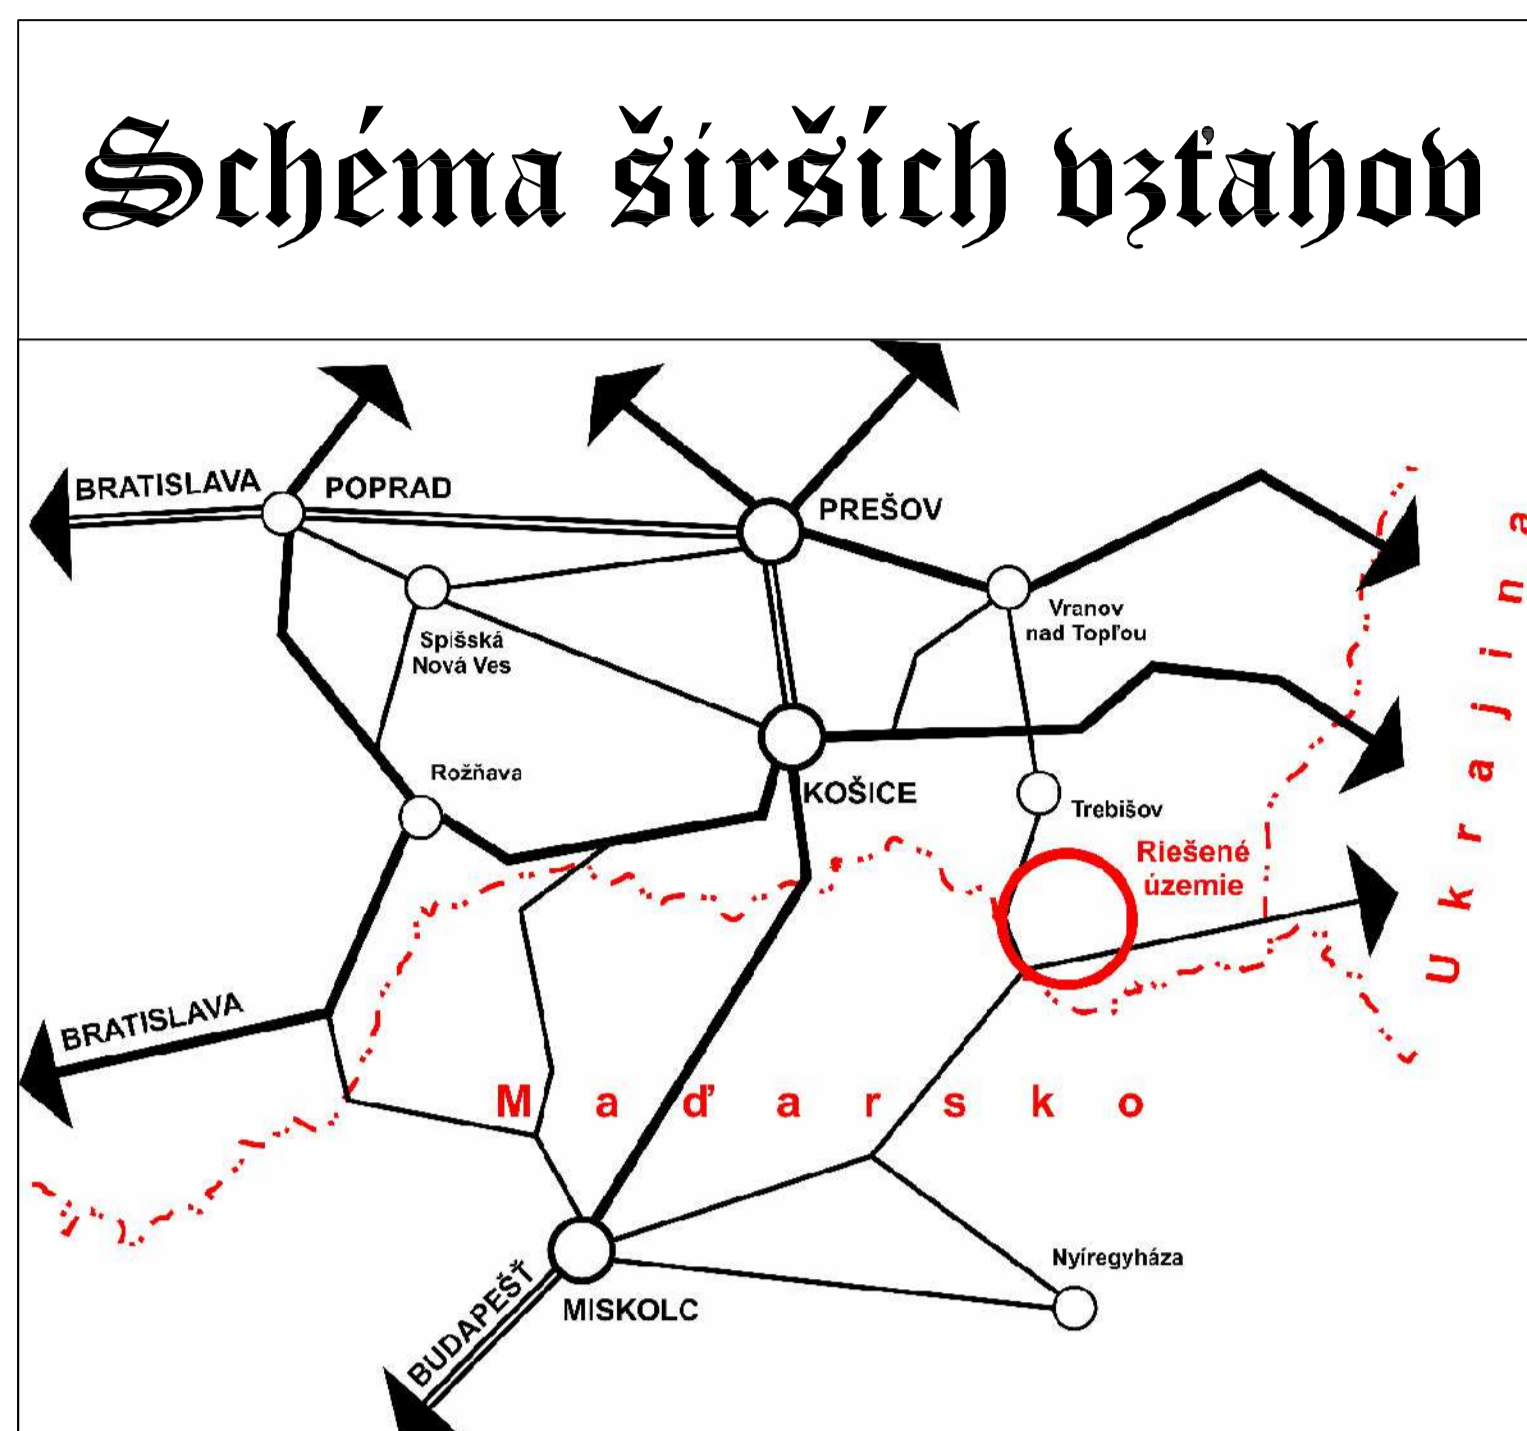 Schéma širších vzťahov
BRATISLAVA
POPRAD
PREŠOV
Vranov
nad Topľou
Spišská
Nová Ves
Rožňava
KOŠICE
Trebišov
Riešené
územie
Ukrajina
BRATISLAVA
Maďarsko
Nyíregyháza
MISKOLC
BUDAPEŠŤ